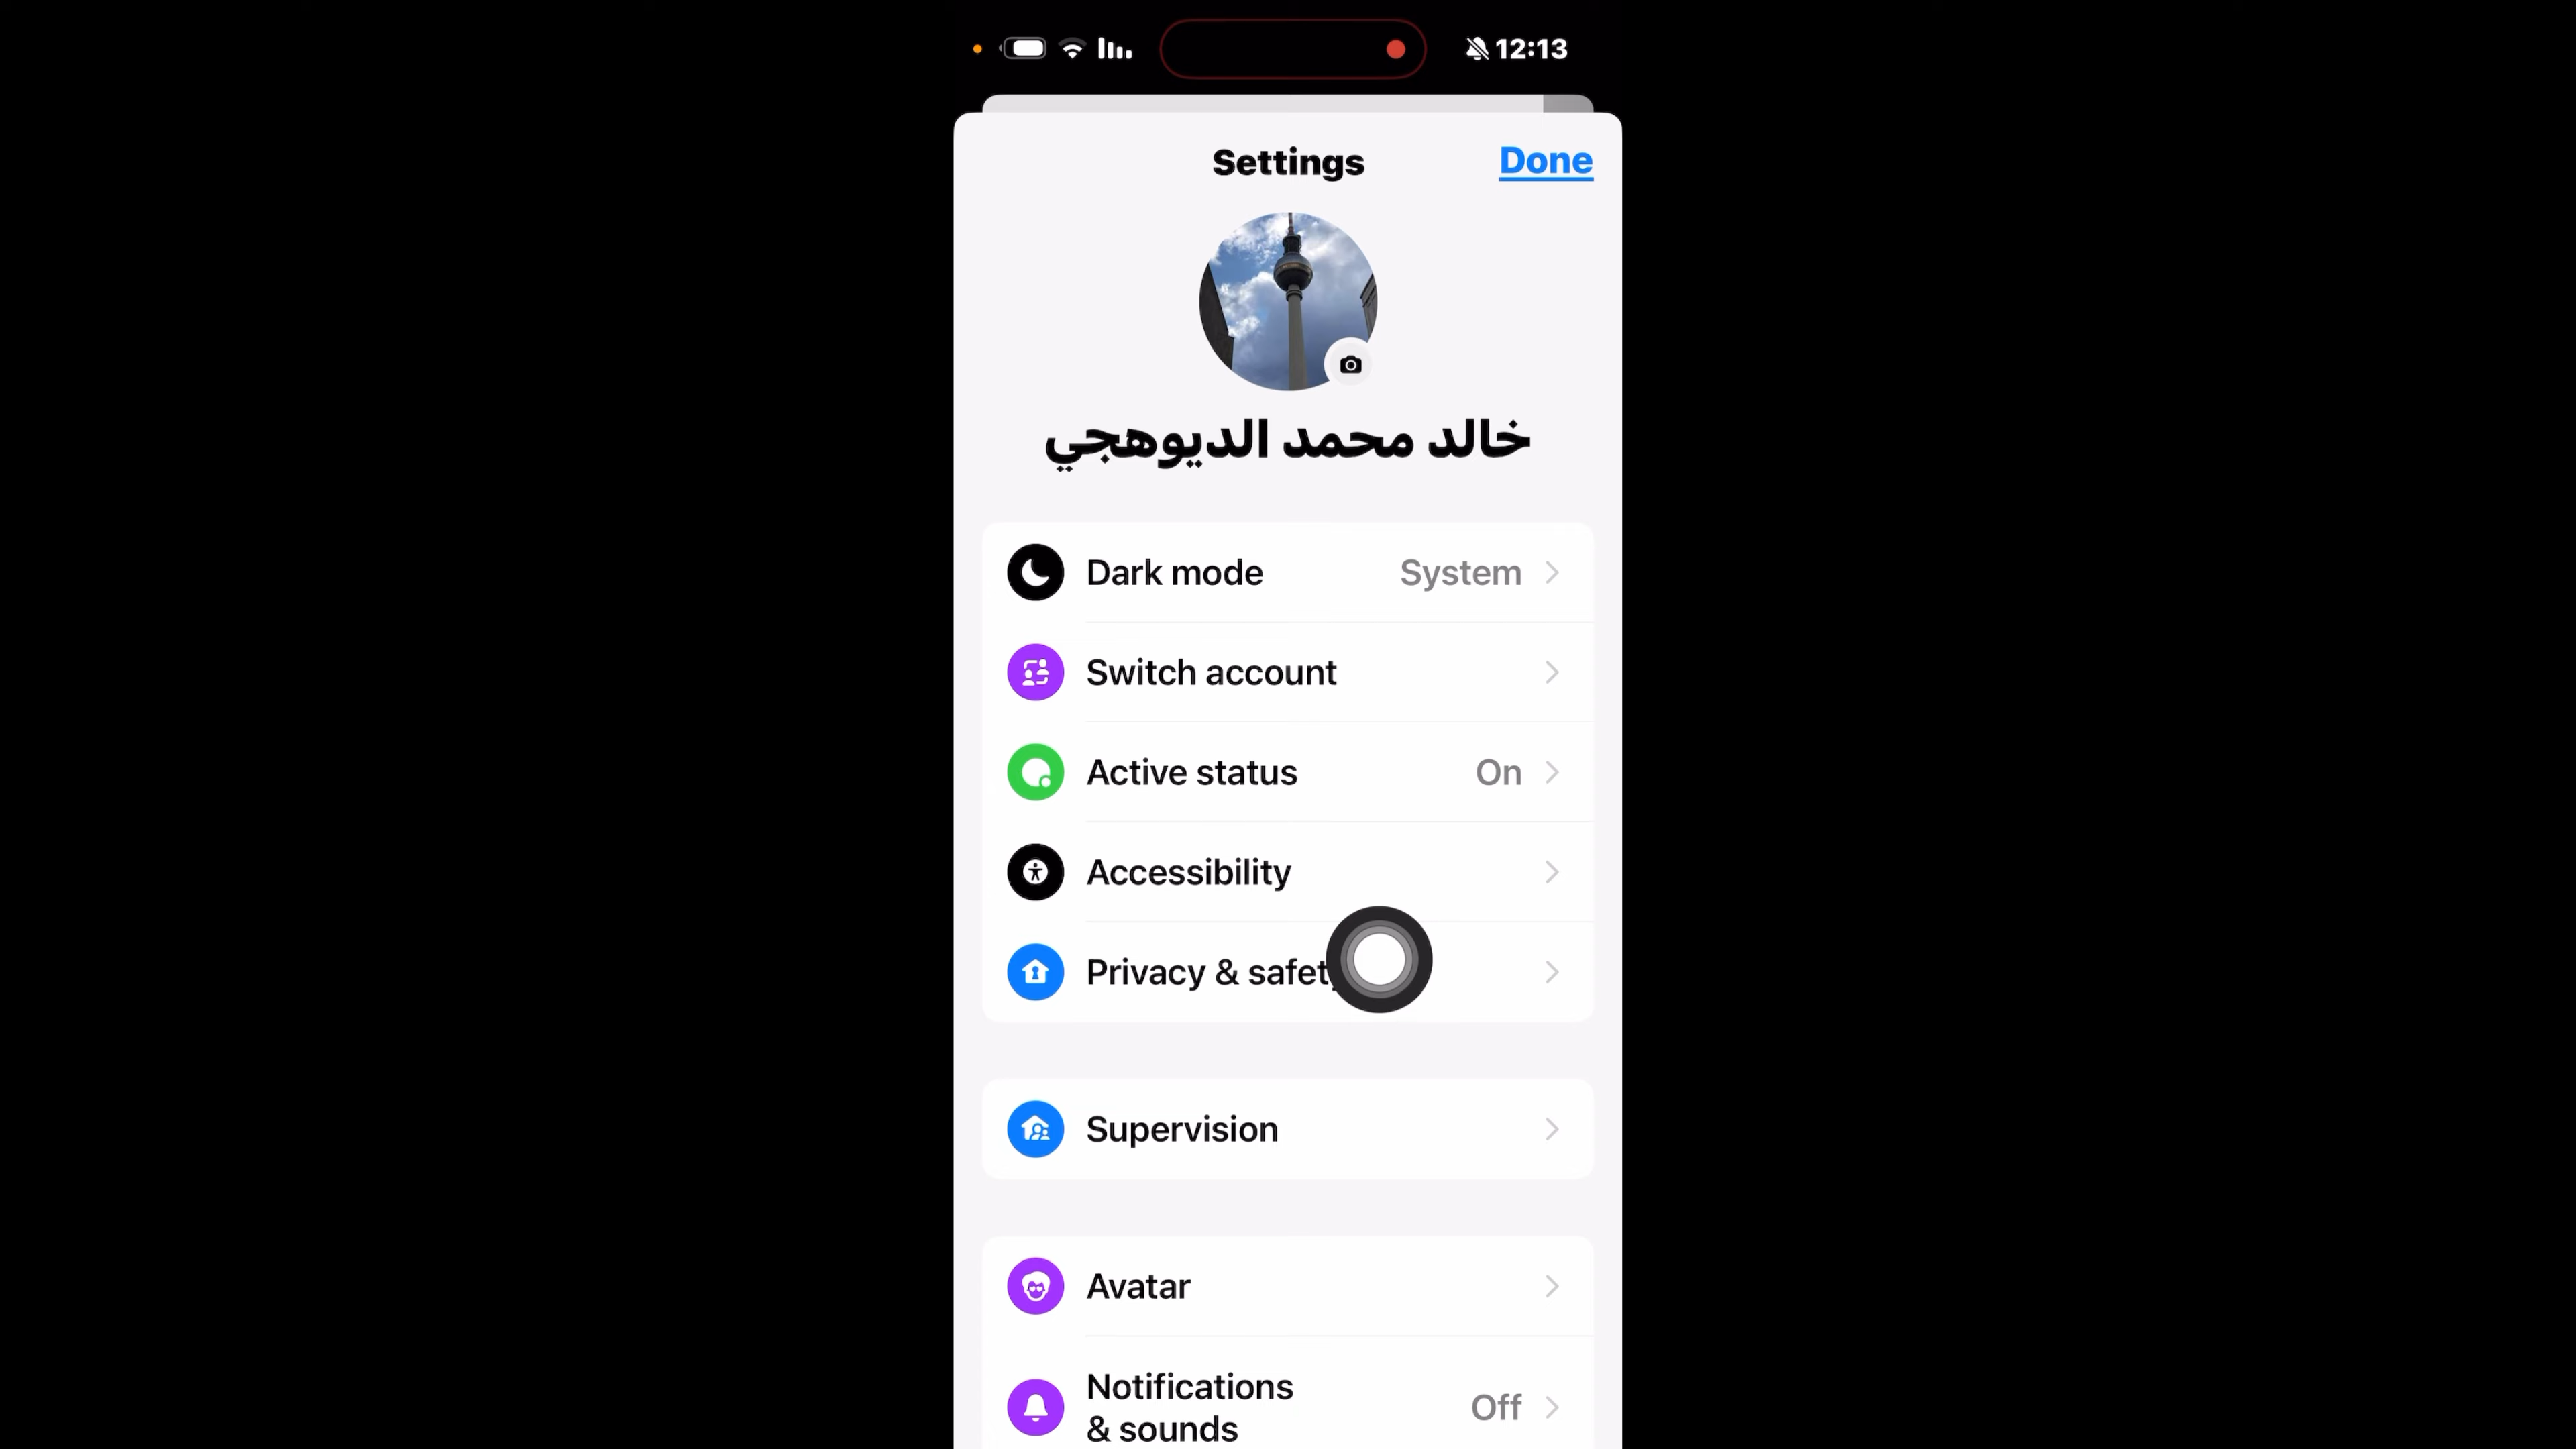 12:13
Settings
Done
خالد محمد الديوهجي
Dark mode System
Switch account
Active status On
Accessibility
Privacy & safety
Supervision
Avatar
Notifications
& sounds
Off